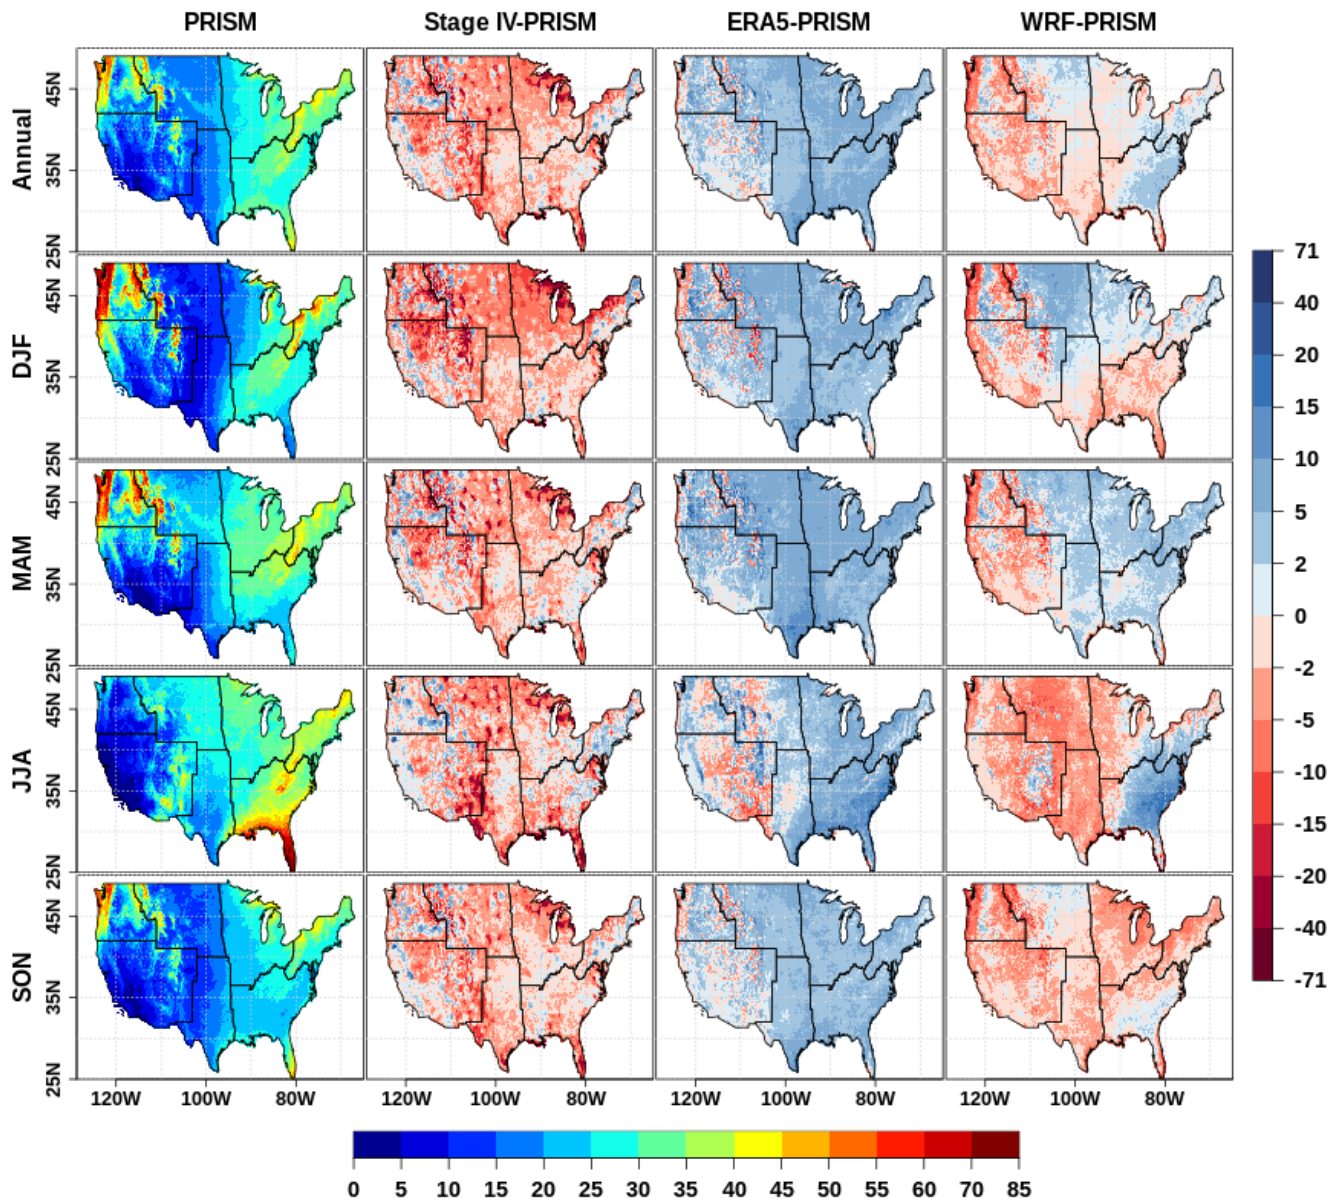 PRISM Stage IV-PRISM ERA5-PRISM WRF-PRISM
Annual
45N
35N
25N
DJF
45N
35N
25N
MAM
45N
35N
25N
JJA
45N
35N
25N
SON
45N
35N
25N
120W 100W 80W 120W 100W 80W 120W 100W 80W 120W 100W 80W
71
40
20
15
10
5
2
0
-2
-5
-10
-15
-20
-40
-71
0 5 10 15 20 25 30 35 40 45 50 55 60 70 85